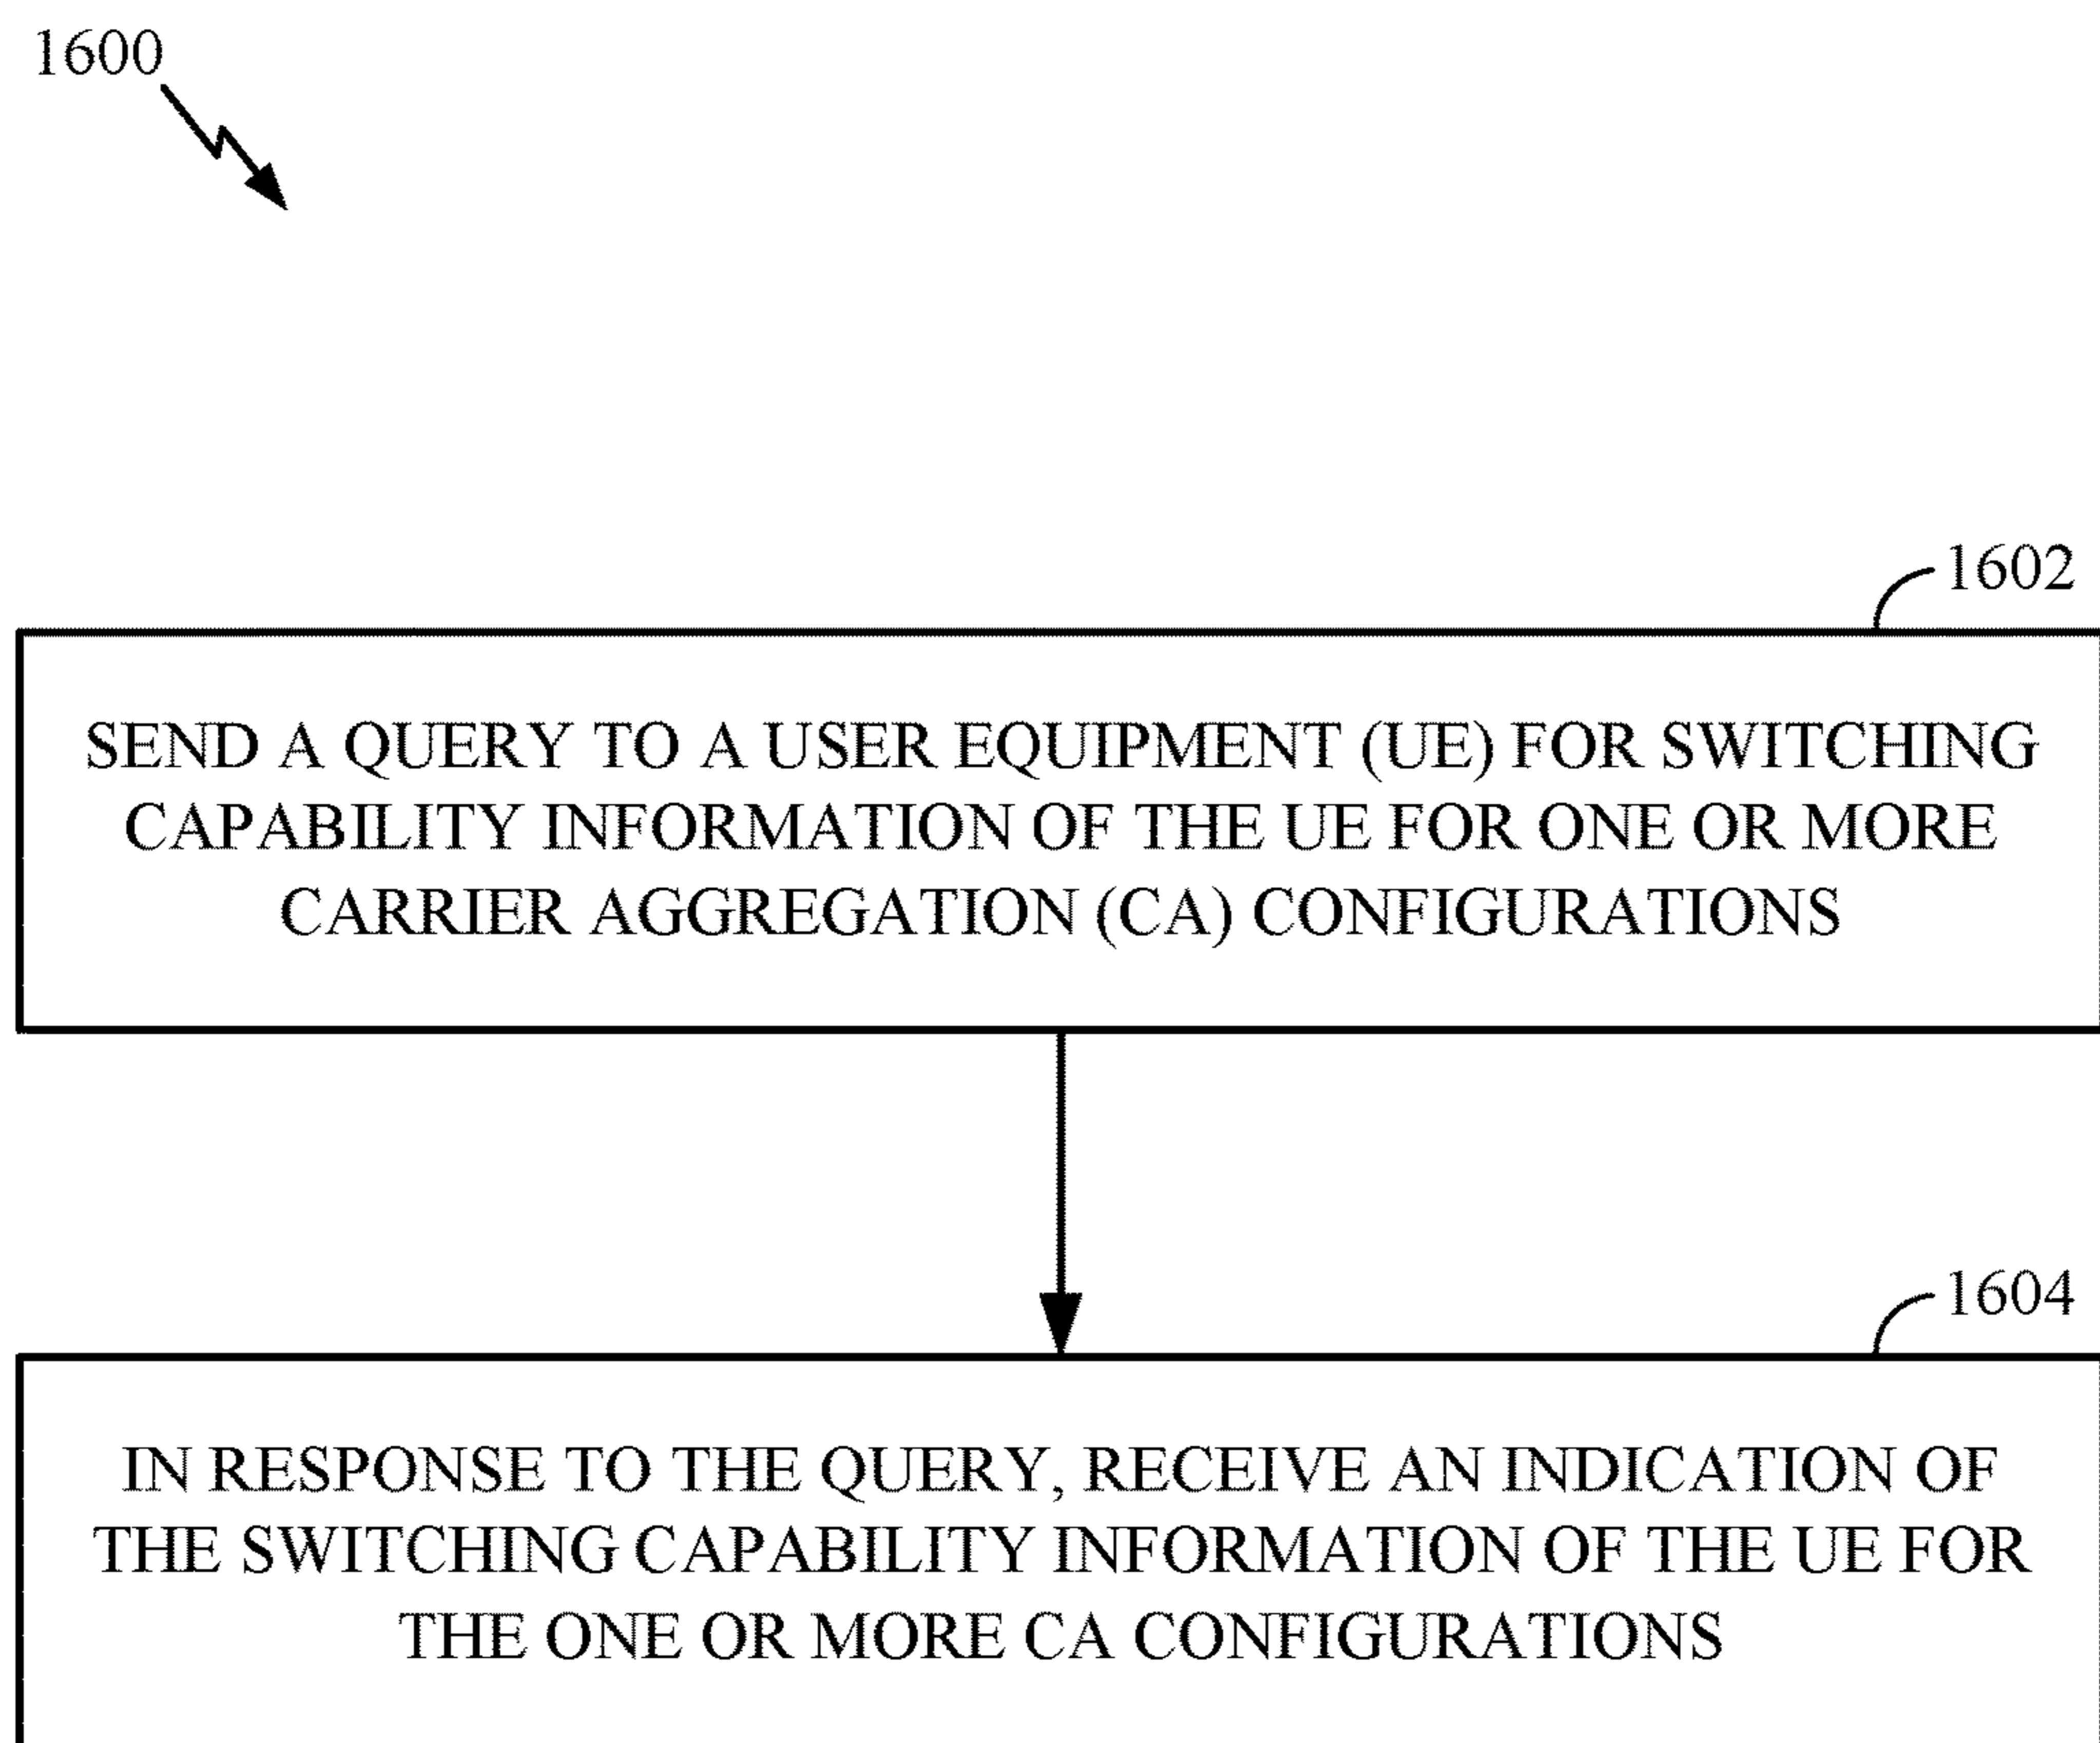 1600
1602
SEND A QUERY TO A USER EQUIPMENT (UE) FOR SWITCHING
CAPABILITY INFORMATION OF THE UE FOR ONE OR MORE
CARRIER AGGREGATION (CA) CONFIGURATIONS
1604
IN RESPONSE TO THE QUERY, RECEIVE AN INDICATION OF
THE SWITCHING CAPABILITY INFORMATION OF THE UE FOR
THE ONE OR MORE CA CONFIGURATIONS